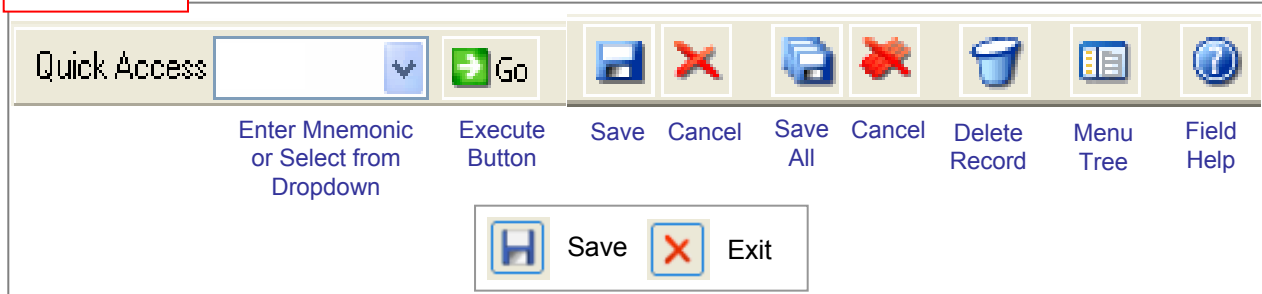 Quick Access Go
Enter Mnemonic
or Select from
Dropdown
Execute
Button
Save
Cancel
Save
All
Cancel
Delete
Record
Menu
Tree
Field
Help
Save
Exit